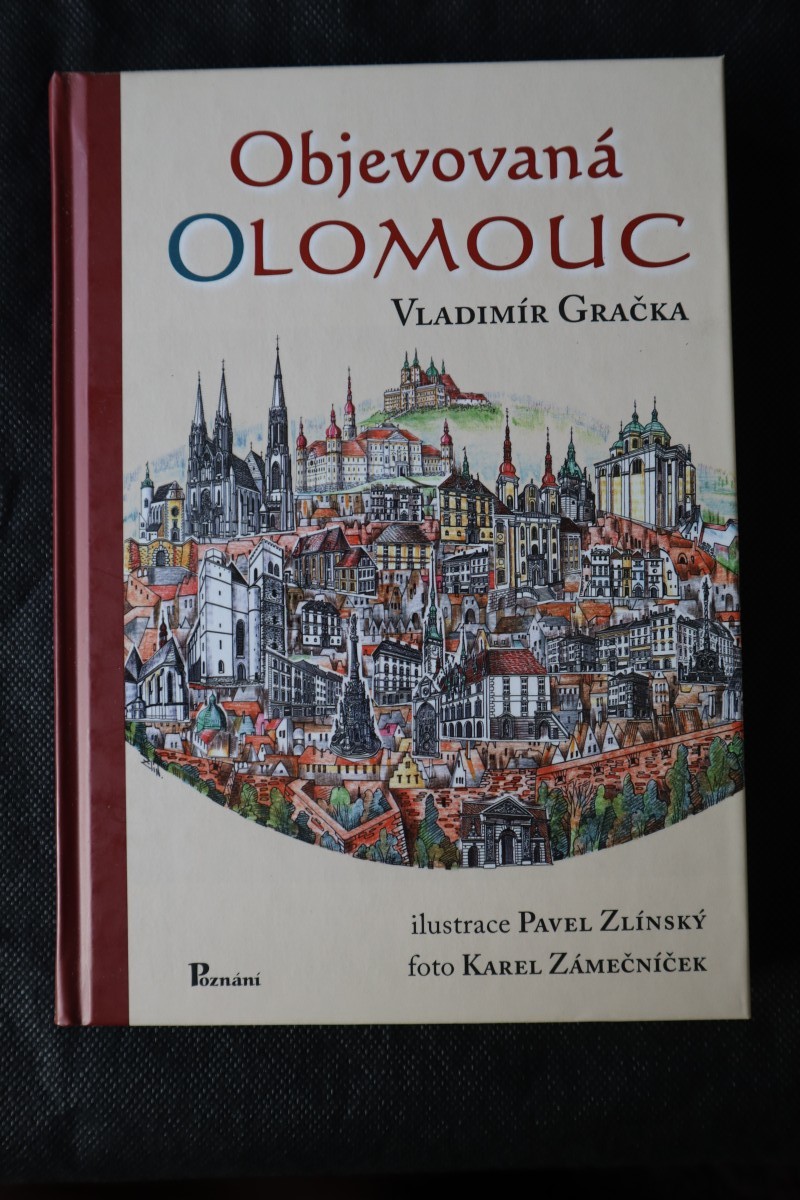 Objevovaná
OLOMOUC
VLADIMÍR GRAČKA
ilustrace PAVEL ZLÍNSKÝ
foto KAREL ZÁMEČNÍČEK
Poznání